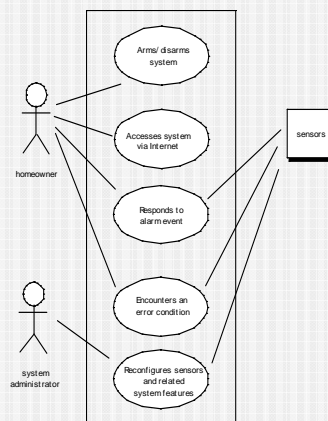 Arms/ disarms
system
Accesses system
via Internet
sensors
homeowner
Responds to
alarm event
Encounters an
error condition
system
administrator
Reconfigures sensors
and related
system features